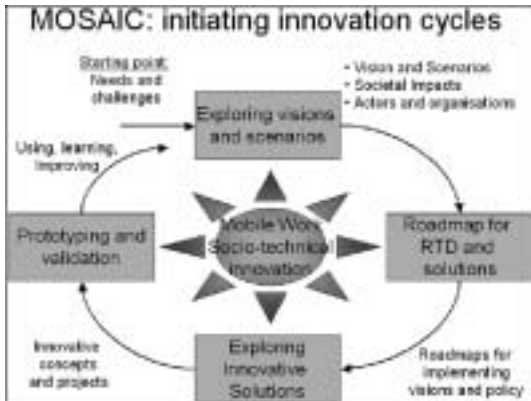 MOSAIC: initiating innovation cycles
Starting point:
Needs and
challenges
• Vision and Scenarios
• Societal Impacts
• Actors and organisations
Exploring visions
and scenarios
Using, learning,
Improving
Prototyping and
validation
Mobile Work
Socio-technical
Innovation
Roadmap for
RTD and
solutions
Innovative
concepts
and projects
Exploring
Innovative
Solutions
Roadmaps for
implementing
visions and policy